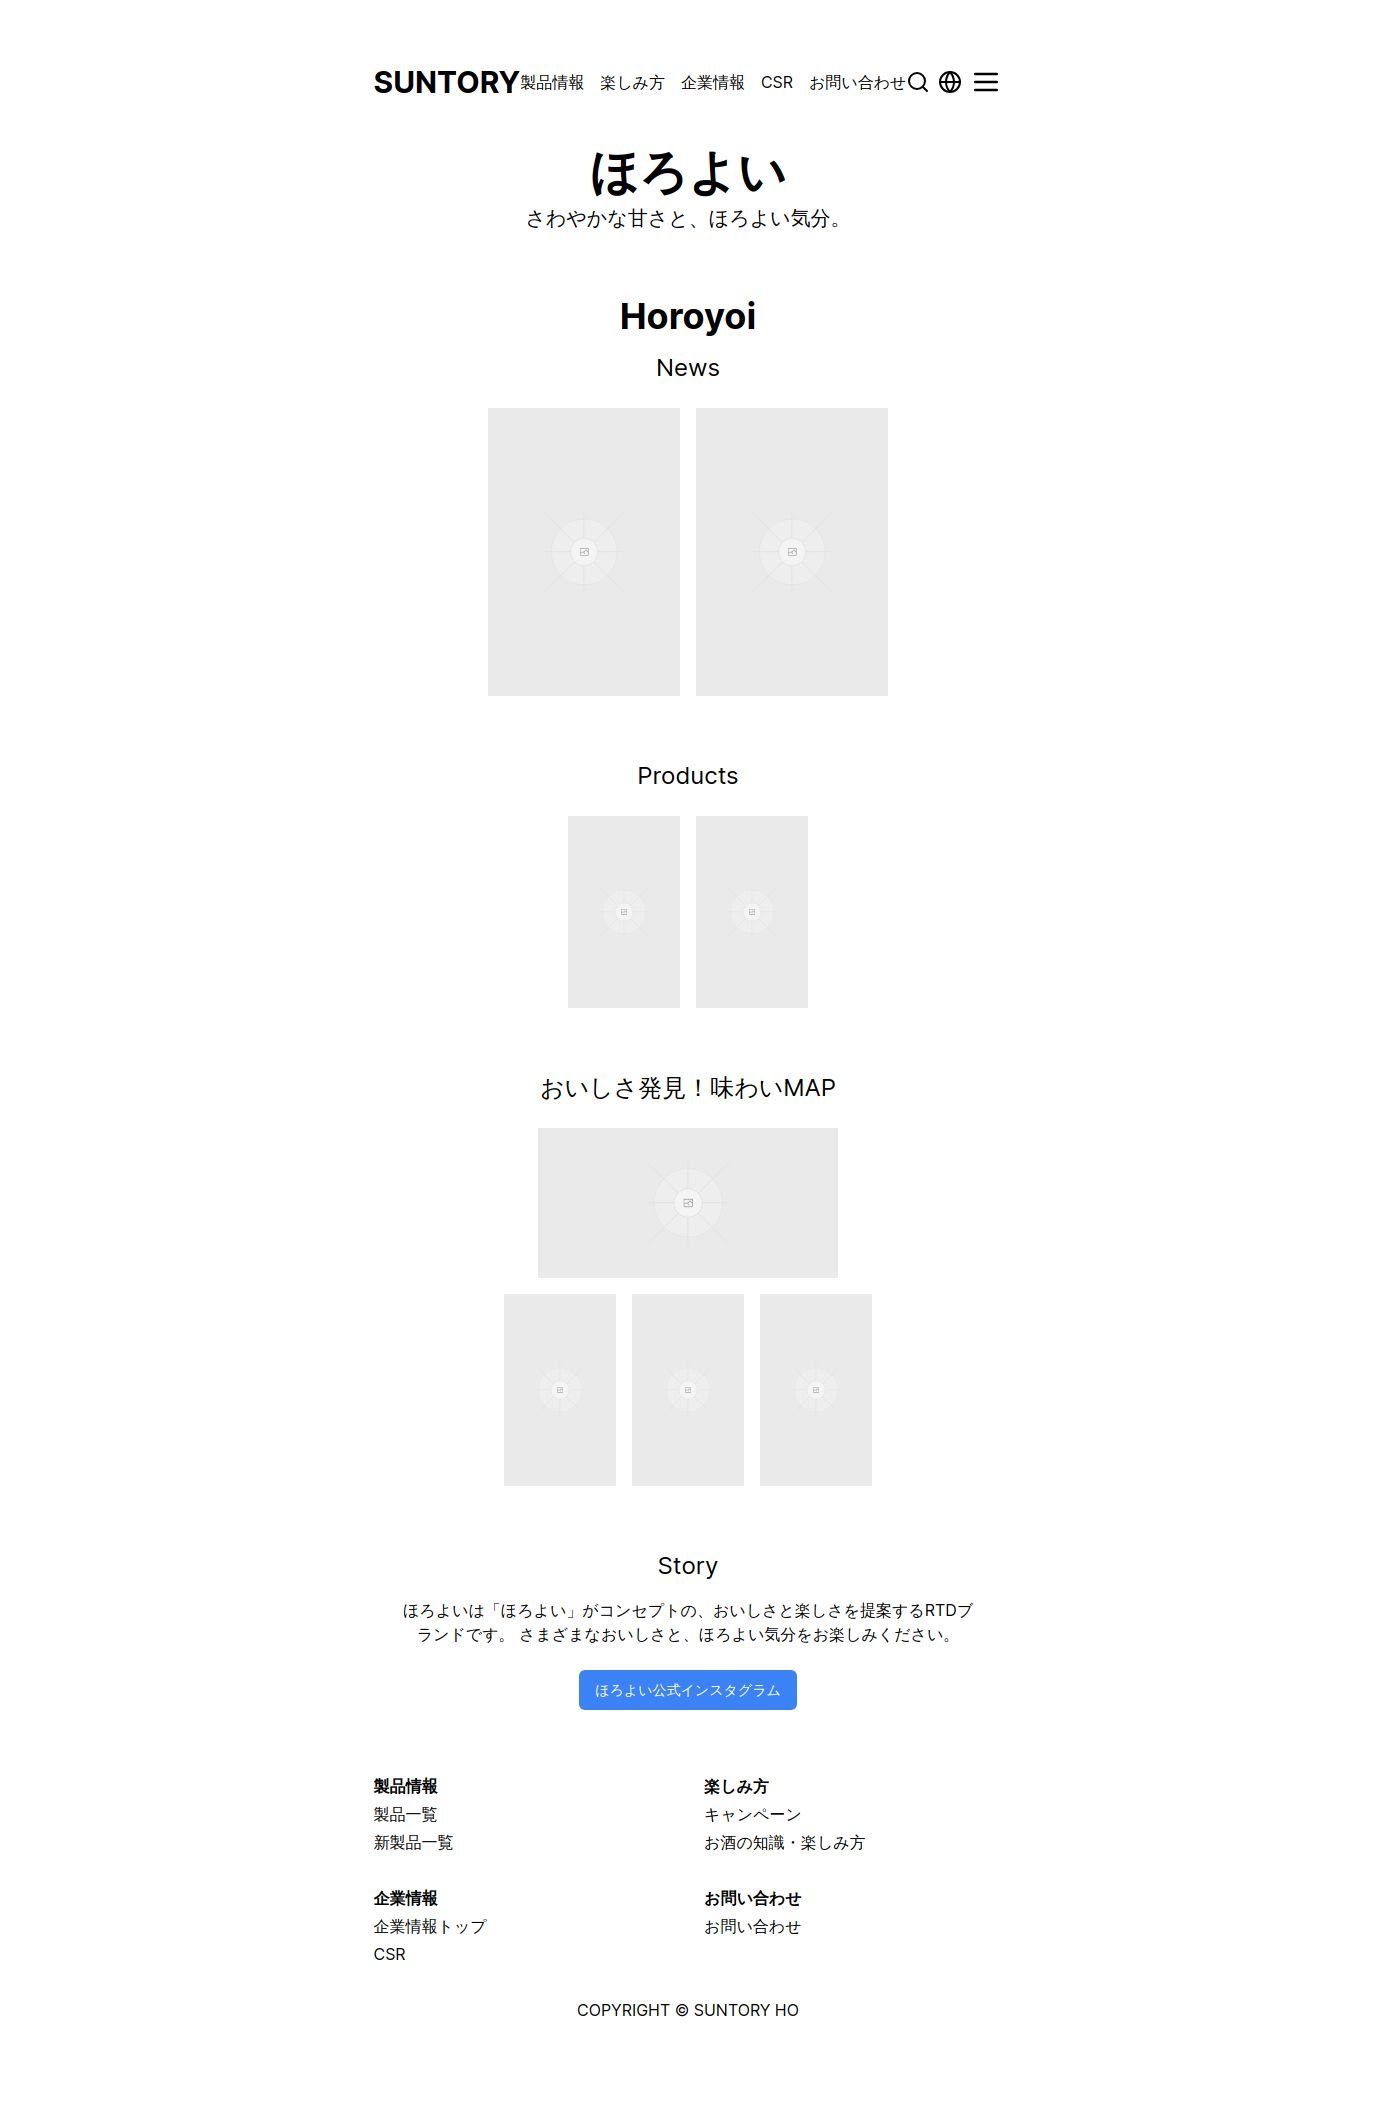 SUNTORY 製品情報 楽しみ方 企業情報 CSR お問い合わせ
ほろよい
さわやかな甘さと、ほろよい気分。
Horoyoi
News
Products
おいしさ発見！味わいMAP
Story
ほろよいは「ほろよい」がコンセプトの、おいしさと楽しさを提案するRTDブ
ランドです。 さまざまなおいしさと、ほろよい気分をお楽しみください。
ほろよい公式インスタグラム
製品情報
製品一覧
新製品一覧
楽しみ方
キャンペーン
お酒の知識・楽しみ方
企業情報
企業情報トップ
CSR
お問い合わせ
お問い合わせ
COPYRIGHT © SUNTORY HO